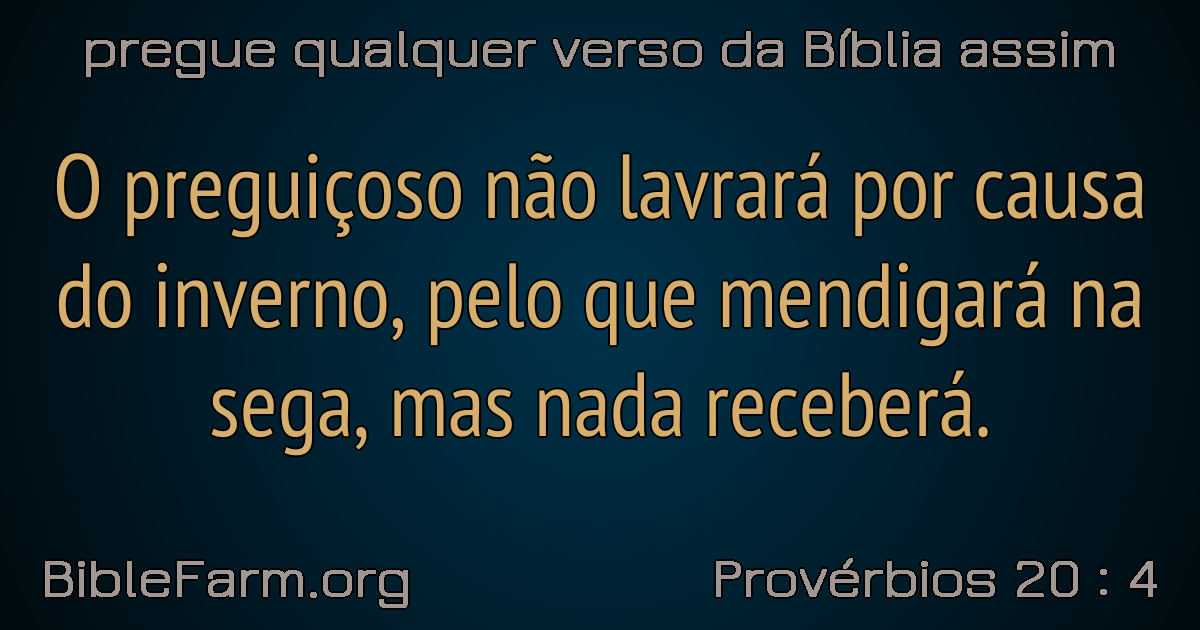 pregue qualquer verso da Bíblia assim
O preguiçoso não lavrará por causa
do inverno, pelo que mendigará na
sega, mas nada receberá.
BibleFarm.org
Provérbios 20 : 4